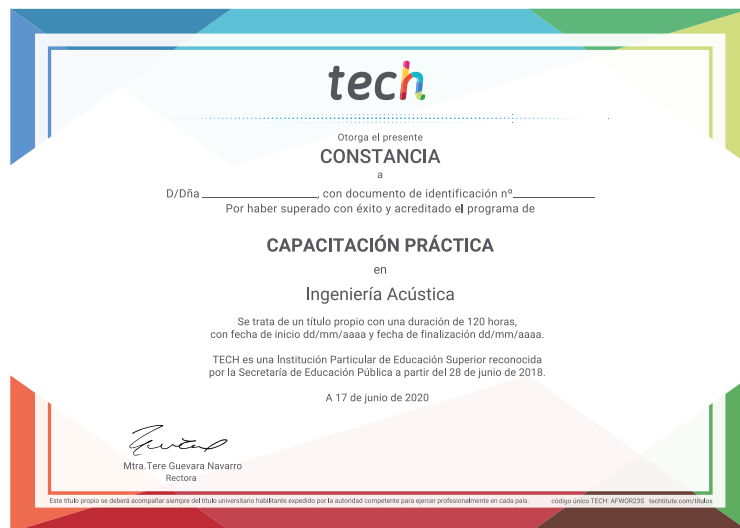 tech
Otorga el presente
CONSTANCIA
a
D/Dña ____________________, con documento de identificación nº______________
Por haber superado con éxito y acreditado el programa de
CAPACITACIÓN PRÁCTICA
en
Ingeniería Acústica
Se trata de un título propio con una duración de 120 horas,
con fecha de inicio dd/mm/aaaa y fecha de finalización dd/mm/aaaa.
TECH es una Institución Particular de Educación Superior reconocida
por la Secretaría de Educación Pública a partir del 28 de junio de 2018.
A 17 de junio de 2020
Mtra.Tere Guevara Navarro
Rectora
Este título propio se deberá acompañar siempre del título universitario habilitante expedido por la autoridad competente para ejercer profesionalmente en cada país. código único TECH: AFWOR23S techtitute.com/titulos